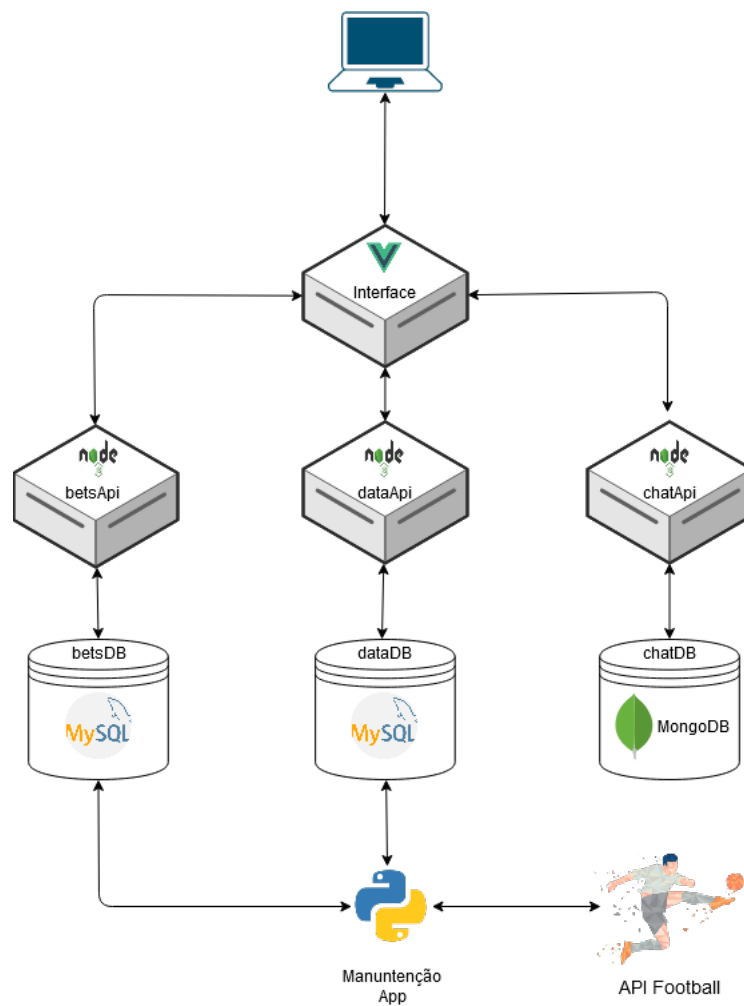 Interface
node
betsApi
node
dataApi
node
chatApi
betsDB
MySQL
dataDB
MySQL
chatDB
MongoDB
Manuntenção
App
API Football